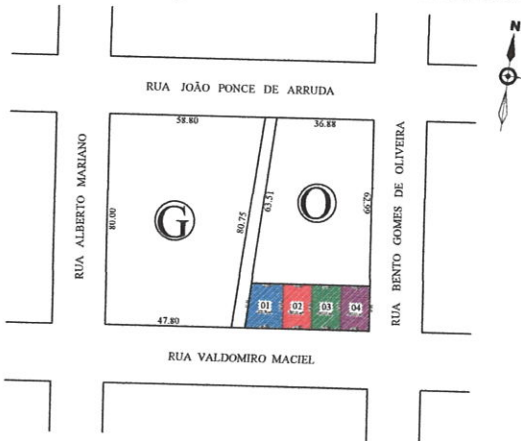 N
RUA JOÃO PONCE DE ARRUDA
58.80
36.88
RUA ALBERTO MARIANO
80.00
G
80.75
63.51
O
66.79
RUA BENTO GOMES DE OLIVEIRA
01
02
03
04
47.80
RUA VALDOMIRO MACIEL